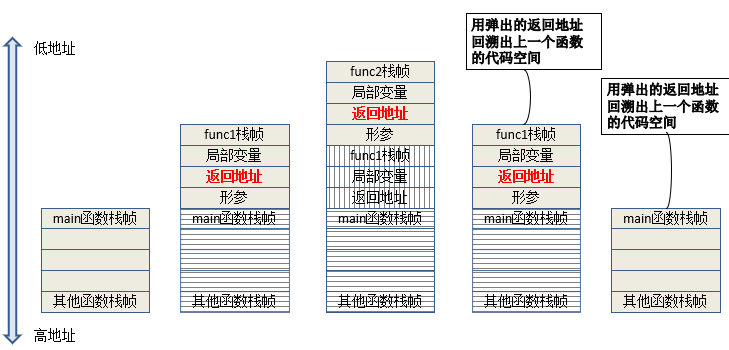 低地址
高地址
main函数栈帧
其他函数栈帧
func1栈帧
局部变量
返回地址
形参
main函数栈帧
其他函数栈帧
func2栈帧
局部变量
返回地址
形参
func1栈帧
局部变量
返回地址
main函数栈帧
其他函数栈帧
用弹出的返回地址
回溯出上一个函数
的代码空间
func1栈帧
局部变量
返回地址
形参
main函数栈帧
其他函数栈帧
用弹出的返回地址
回溯出上一个函数
的代码空间
main函数栈帧
其他函数栈帧